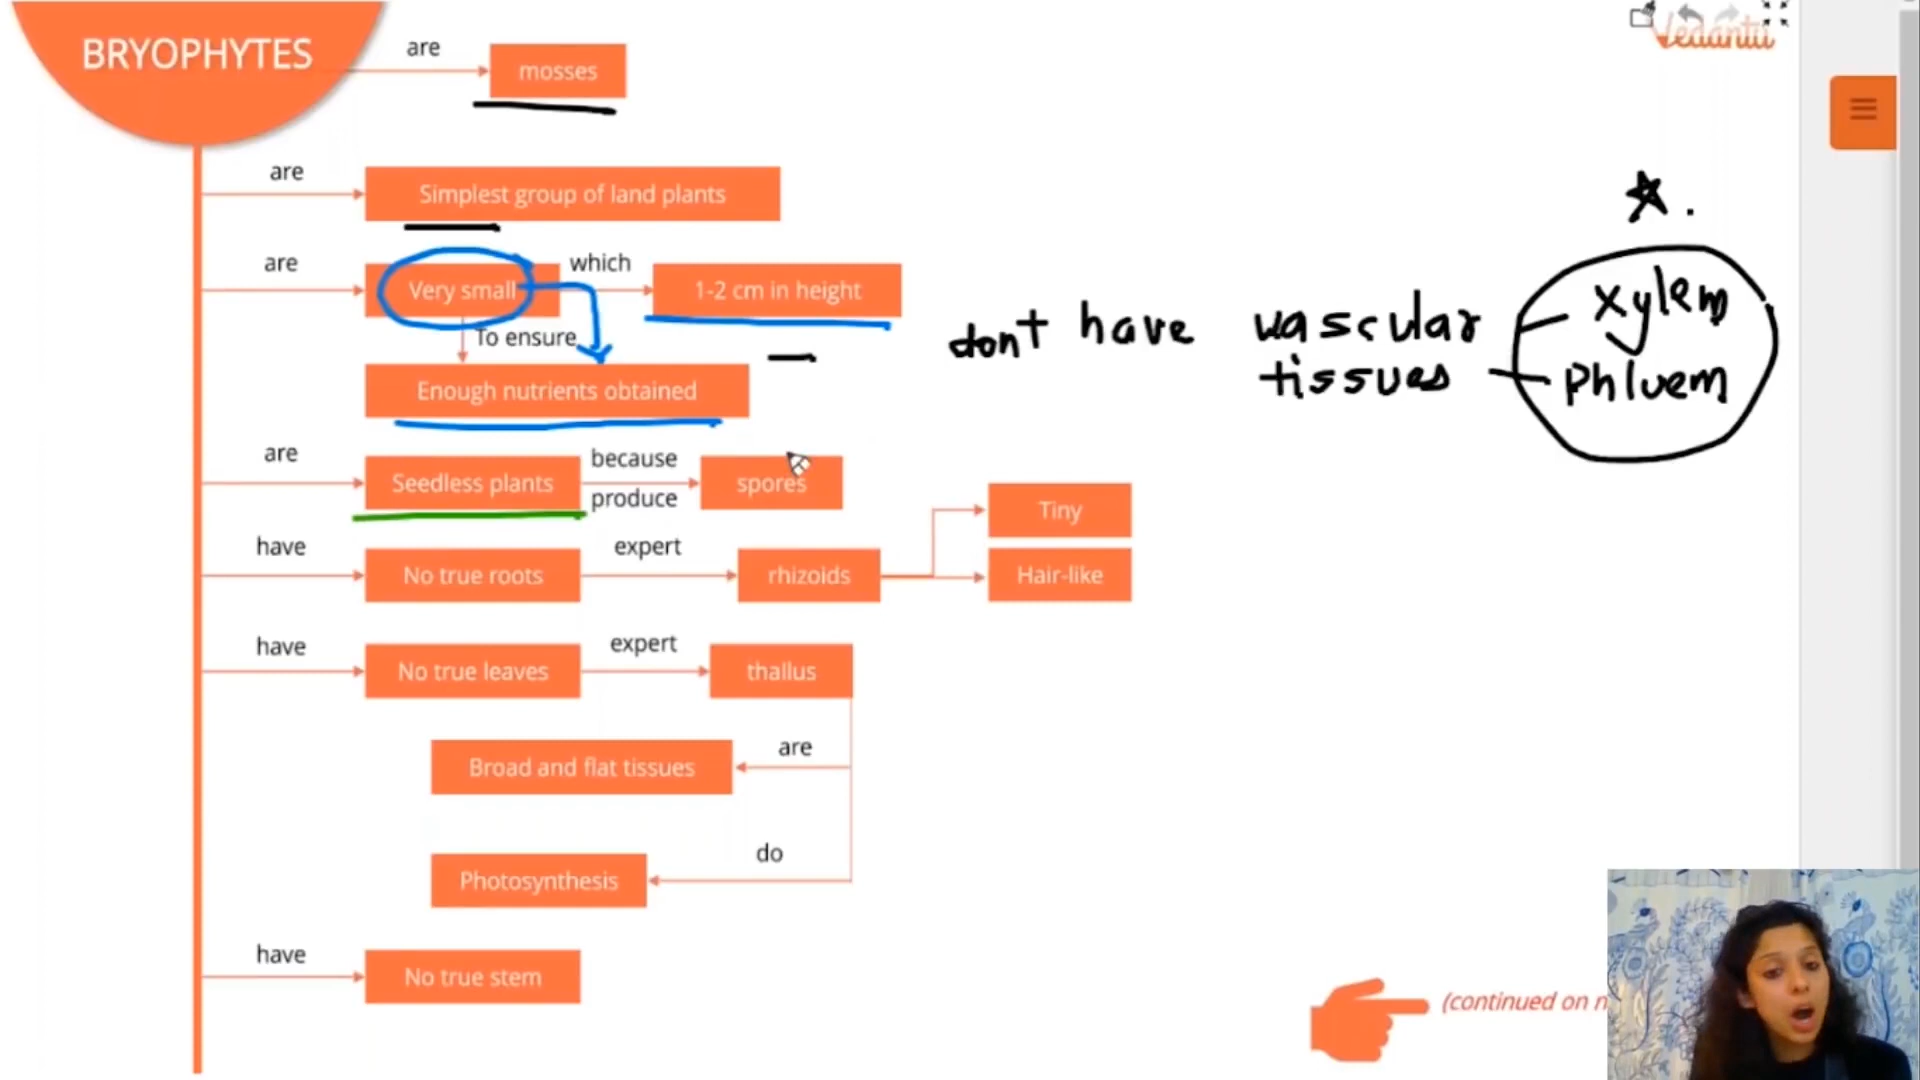 BRYOPHYTES
are
mosses
Vedantu
are
Simplest group of land plants
are
Very small
which
1-2 cm in height
To ensure
Enough nutrients obtained
dont have vascular
tissues
xylem
phluem
are
Seedless plants
because
produce
spores
have
No true roots
expert
rhizoids
Tiny
Hair-like
have
No true leaves
expert
thallus
are
Broad and flat tissues
do
Photosynthesis
have
No true stem
(continued on n